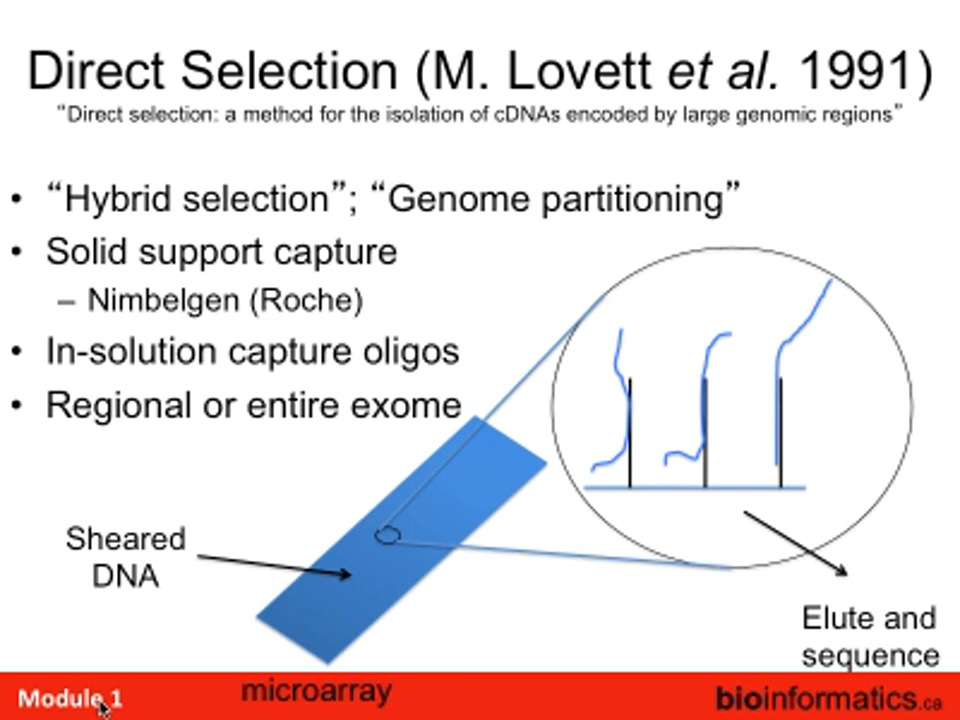 Direct Selection (M. Lovett et al. 1991)
“Direct selection: a method for the isolation of cDNAs encoded by large genomic regions”
• “Hybrid selection”; “Genome partitioning”
• Solid support capture
– Nimbelgen (Roche)
• In-solution capture oligos
• Regional or entire exome
Sheared
DNA
Elute and
sequence
Module 1
microarray
bioinformatics.ca